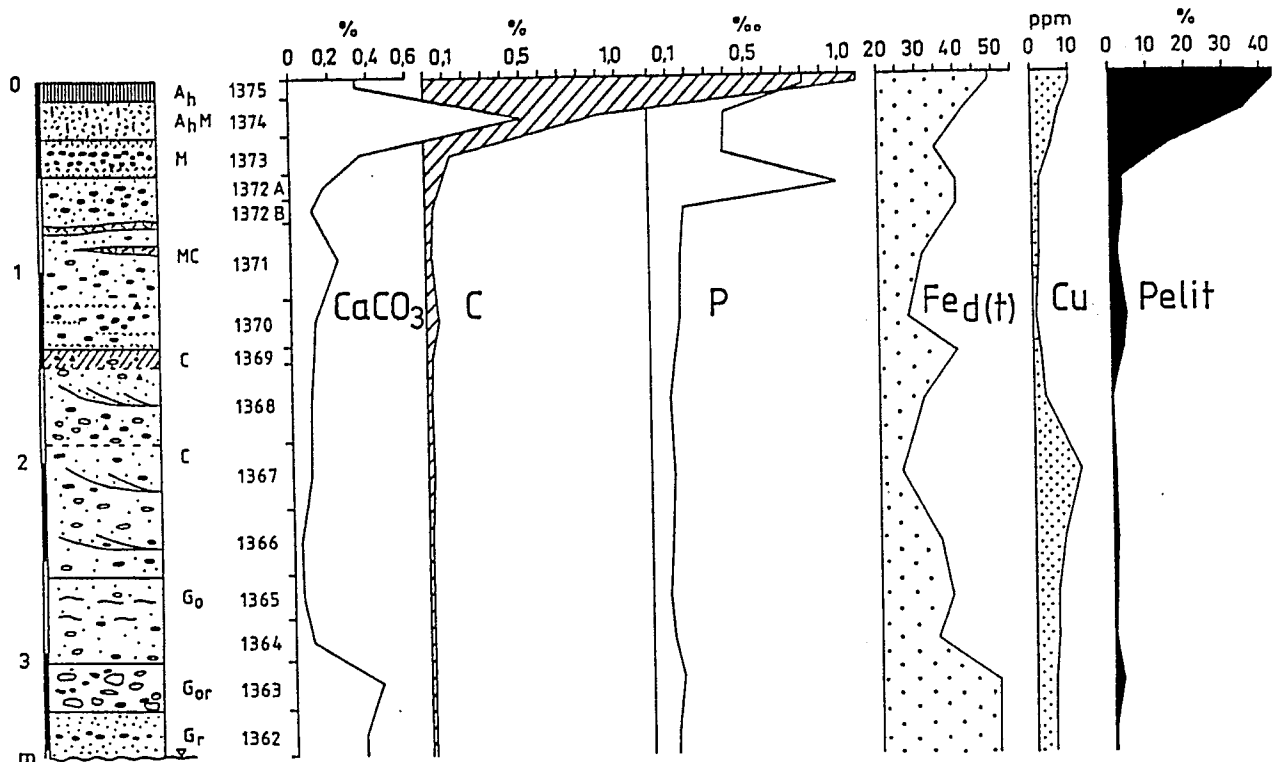 % % %o ppm %
0 0,2 0,4 0,6 0,1 0,5 1,0 0,1 0,5 1,0 20 30 40 50 0 10 0 10 20 30 40
0 Ah 1375
AhM 1374
M 1373
1372 A
1372 B
1 MC 1371
1370
CaCO3 C P Fed(t) Cu Pelit
C 1369
1368
2 C 1367
1366
Go 1365
1364
3 Gor 1363
Gr 1362
m